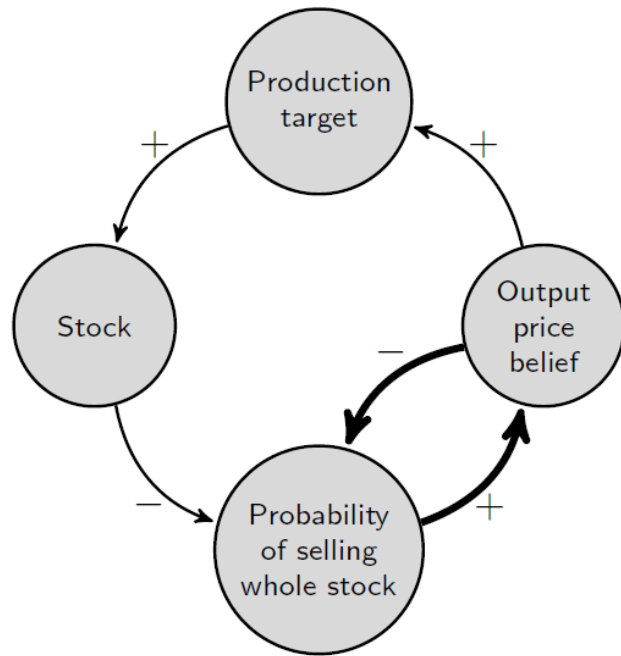 Production
target
+
+
Stock
Output
price
belief
−
−
+
Probability
of selling
whole stock